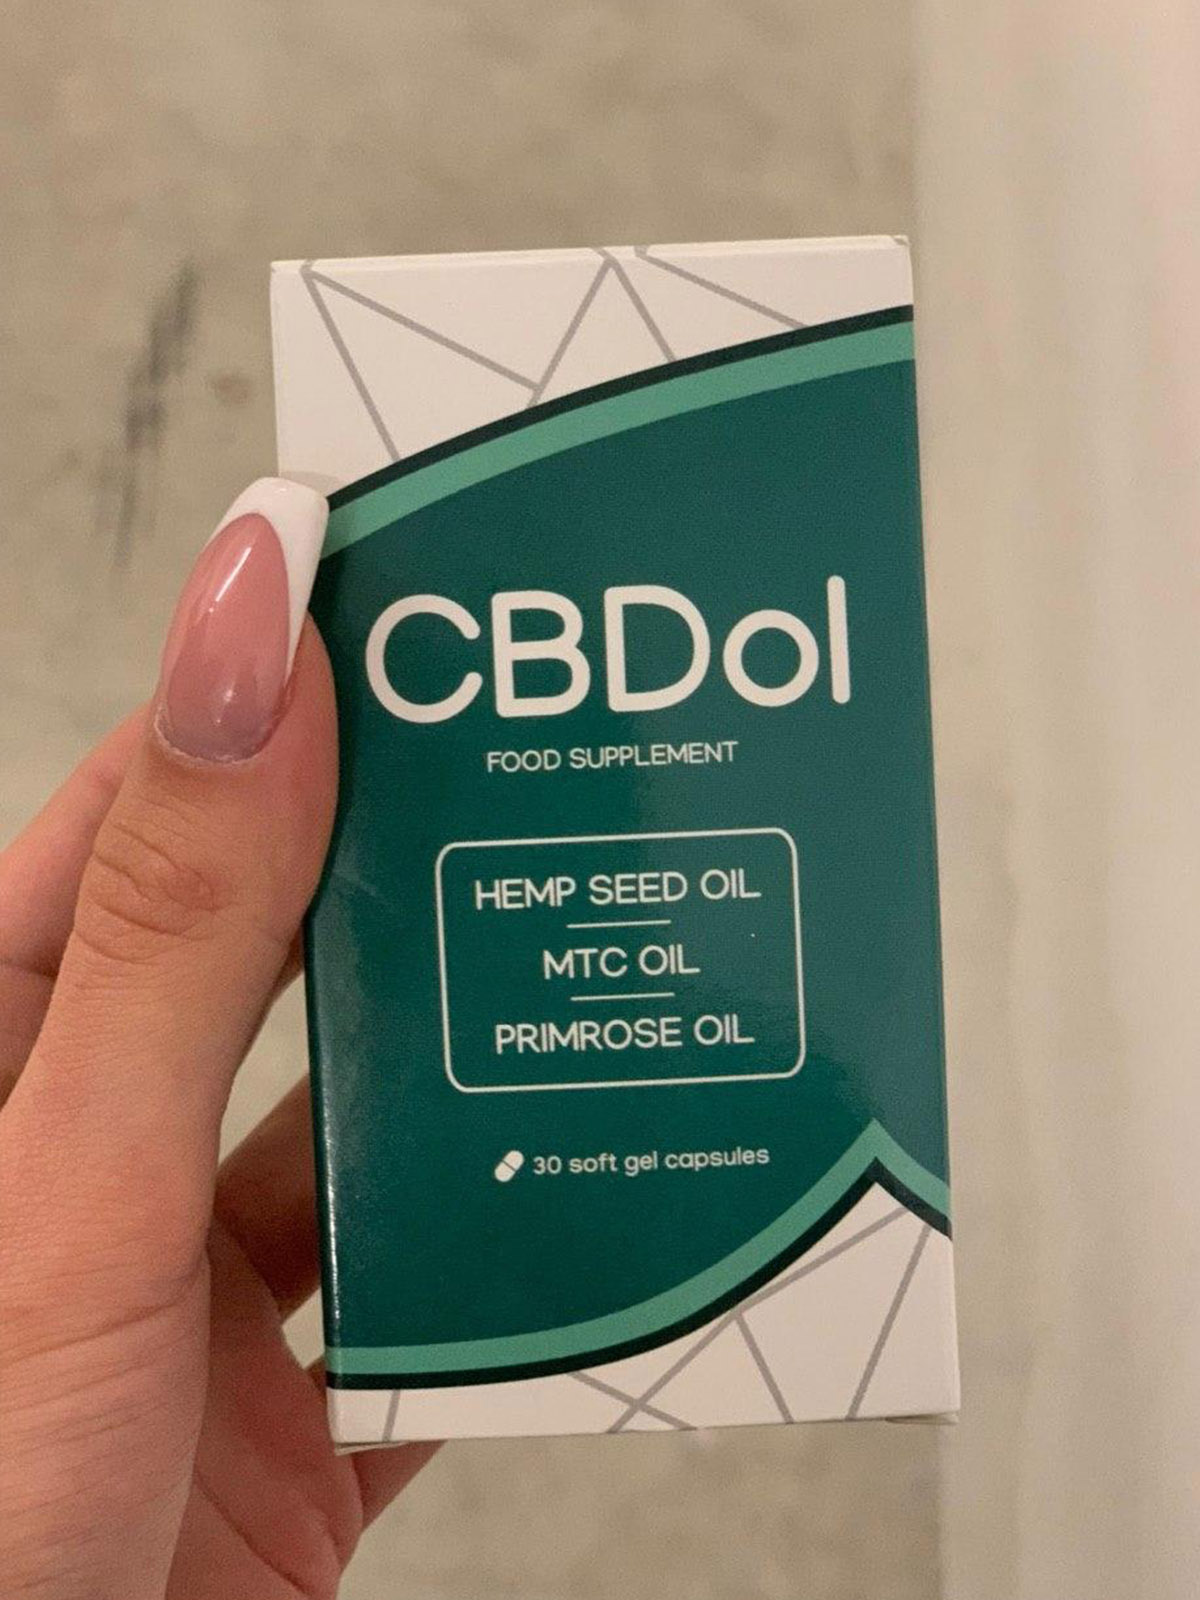 CBDol
FOOD SUPPLEMENT
HEMP SEED OIL
MTC OIL
PRIMROSE OIL
30 soft gel capsules